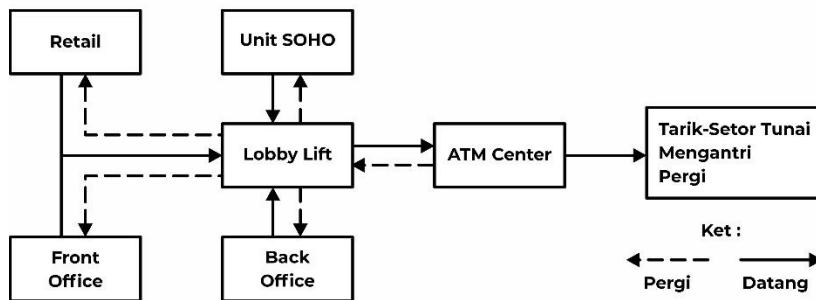 Retail
Unit SOHO
Lobby Lift
ATM Center
Tarik-Setor Tunai
Mengantri
Pergi
Front
Office
Back
Office
Ket :
Pergi
Datang